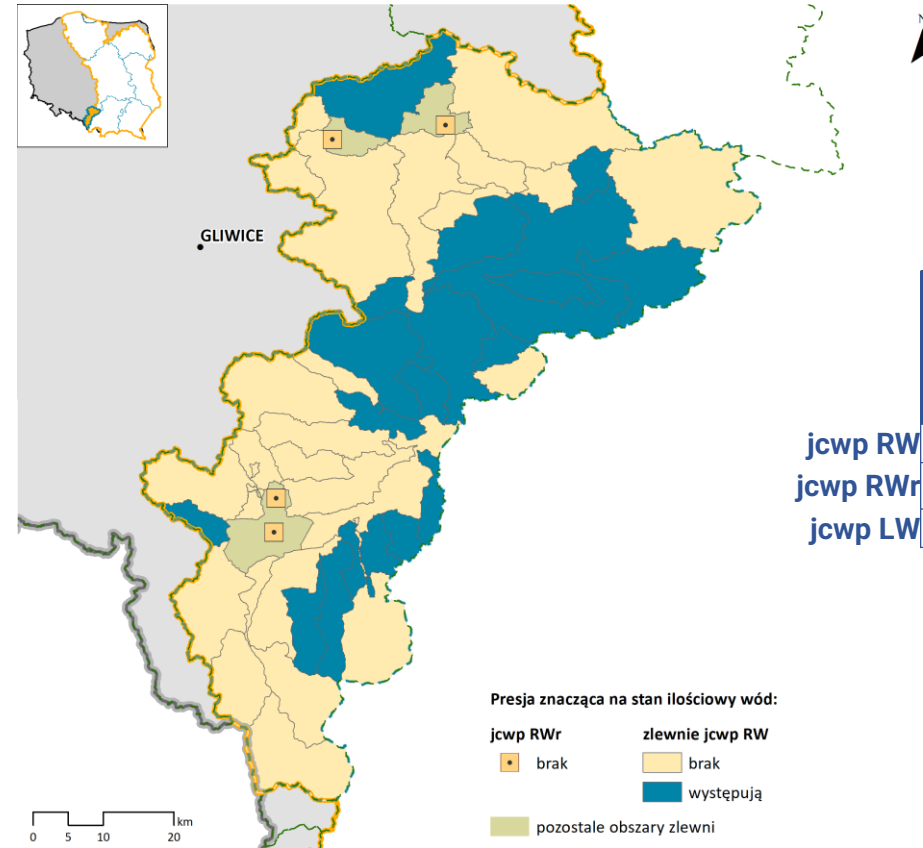 N
GLIWICE
jcwp RW
jcwp RWr
jcwp LW
Presja znacząca na stan ilościowy wód:
jcwp RWr zlewnie jcwp RW
brak brak
występują
pozostałe obszary zlewni
km
0 5 10 20